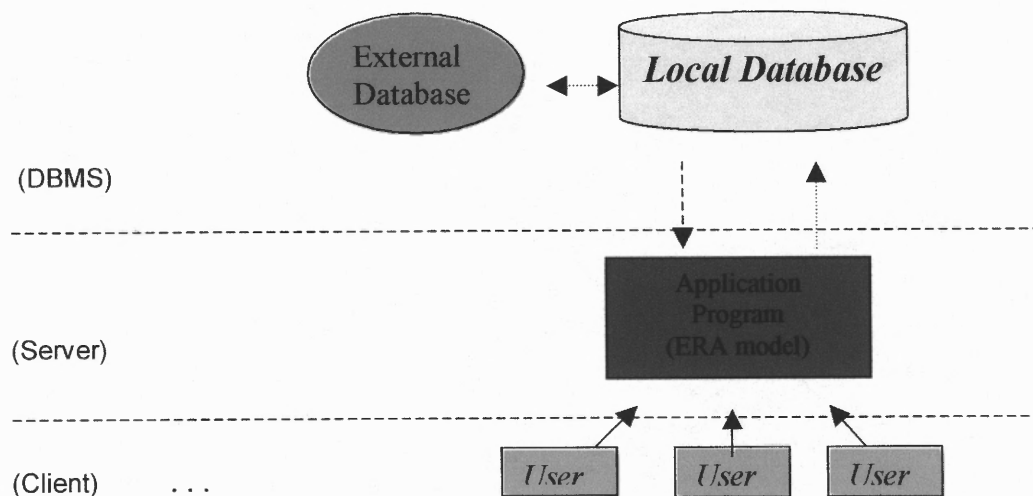 External
Database
Local Database
(DBMS)
Application
Program
(ERA model)
(Server)
User
User
User
(Client)
. . .